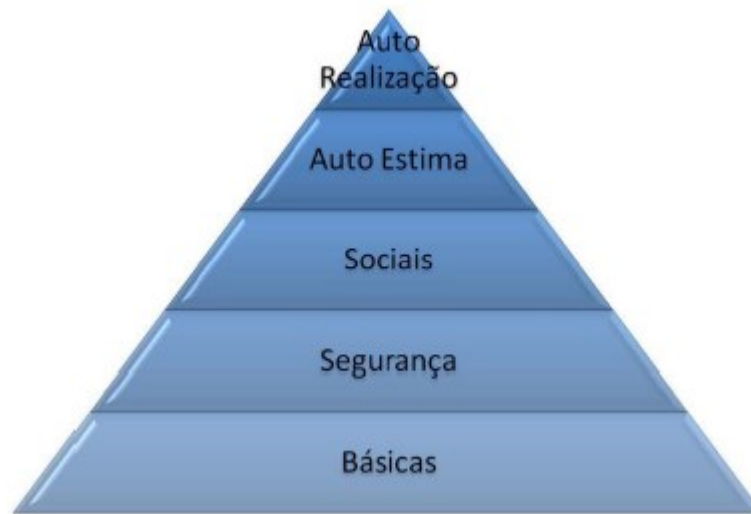 Auto
Realização
Auto Estima
Sociais
Segurança
Básicas